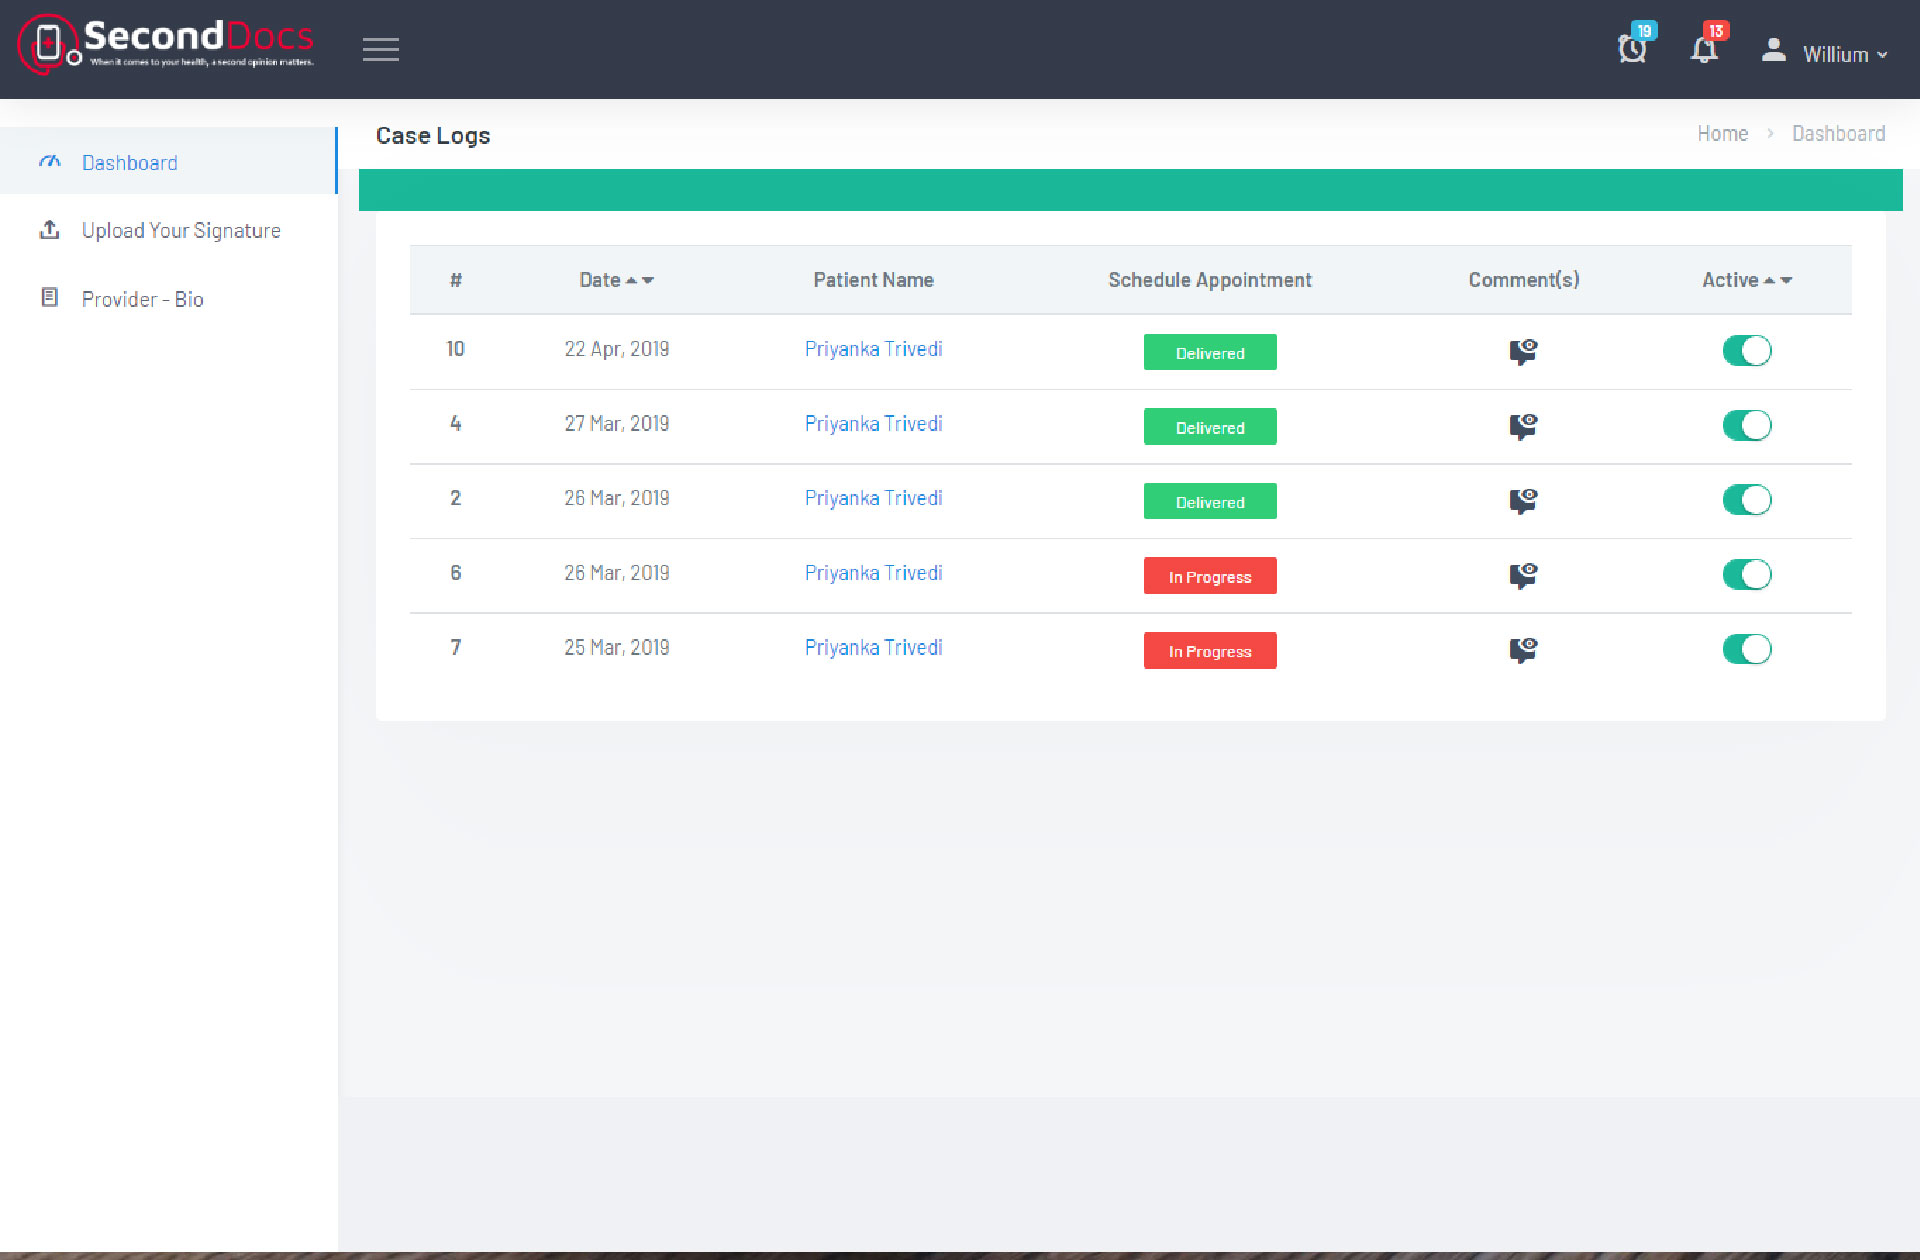 SecondDocs
When it comes to your health, a second opinion matters.
19
13
Willium
Case Logs
Home > Dashboard
Dashboard
Upload Your Signature
Provider - Bio
# Date Patient Name Schedule Appointment Comment(s) Active
10 22 Apr, 2019 Priyanka Trivedi Delivered
4 27 Mar, 2019 Priyanka Trivedi Delivered
2 26 Mar, 2019 Priyanka Trivedi Delivered
6 26 Mar, 2019 Priyanka Trivedi In Progress
7 25 Mar, 2019 Priyanka Trivedi In Progress